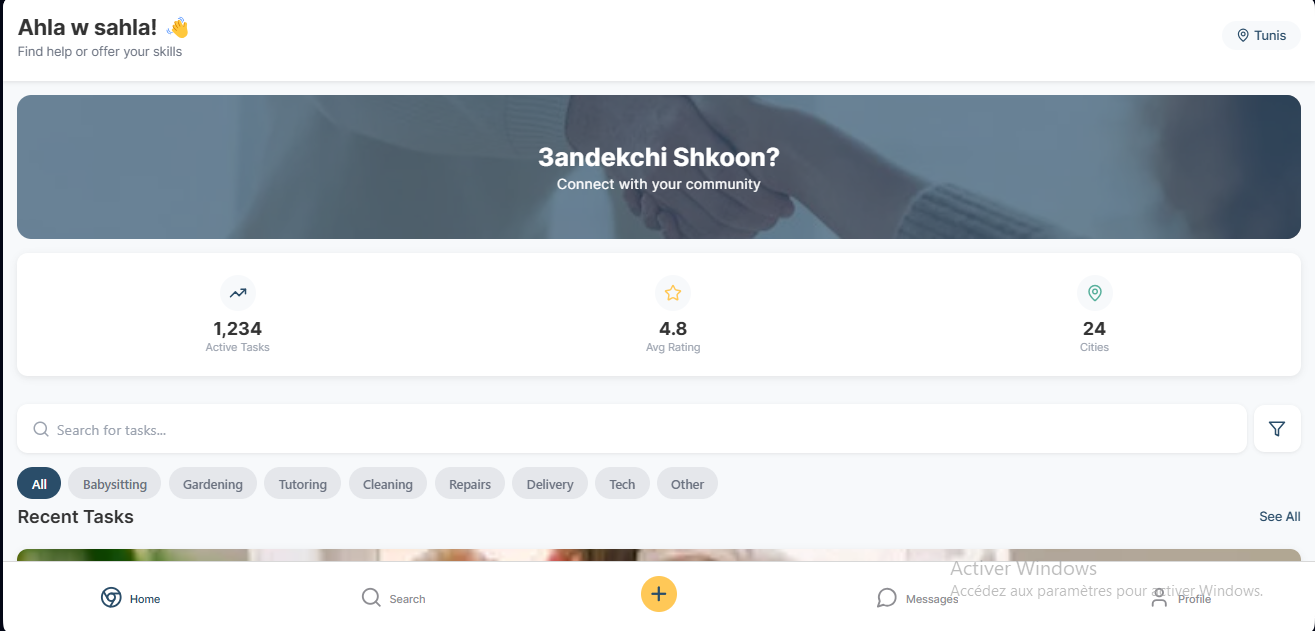 Ahla w sahla! 👋
Find help or offer your skills
Tunis
3andekchi Shkoon?
Connect with your community
1,234
Active Tasks
4.8
Avg Rating
24
Cities
Search for tasks...
All
Babysitting
Gardening
Tutoring
Cleaning
Repairs
Delivery
Tech
Other
Recent Tasks
See All
Activer Windows
Accédez aux paramètres pour activer Windows.
Home
Search
+
Messages
Profile